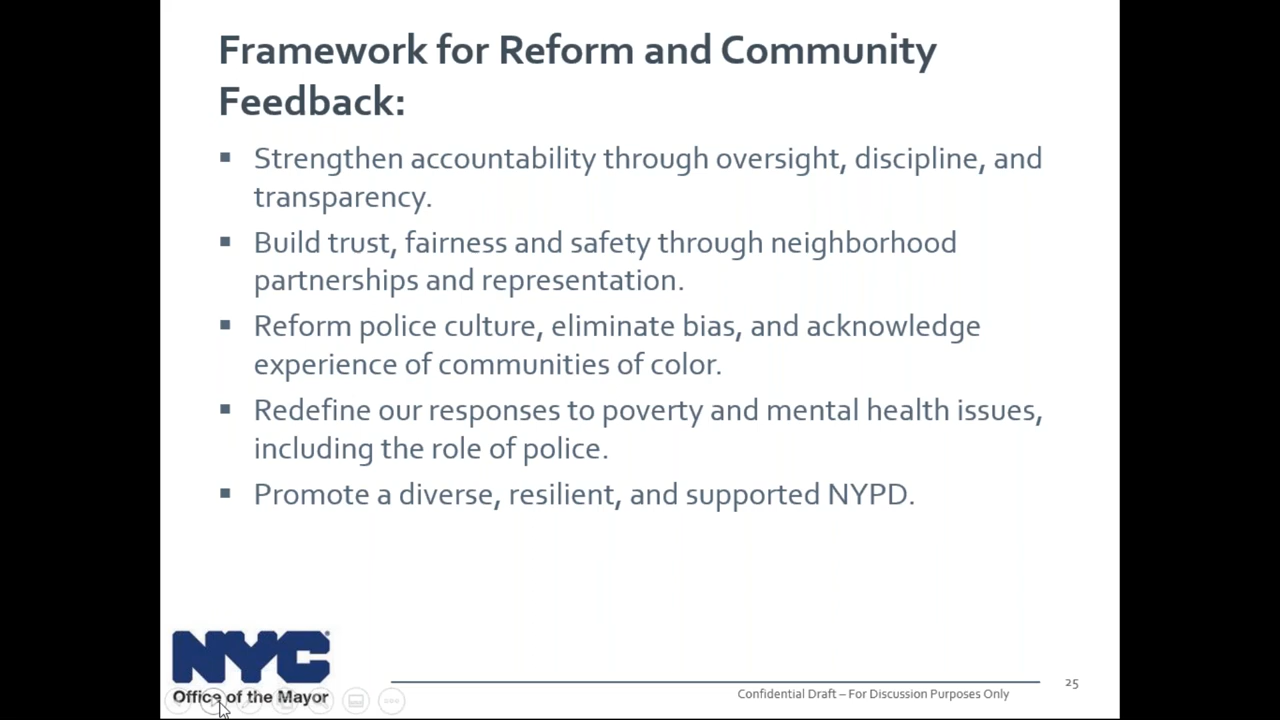 Framework for Reform and Community
Feedback:
▪ Strengthen accountability through oversight, discipline, and
transparency.
▪ Build trust, fairness and safety through neighborhood
partnerships and representation.
▪ Reform police culture, eliminate bias, and acknowledge
experience of communities of color.
▪ Redefine our responses to poverty and mental health issues,
including the role of police.
▪ Promote a diverse, resilient, and supported NYPD.
NYC®
Office of the Mayor
25
Confidential Draft – For Discussion Purposes Only